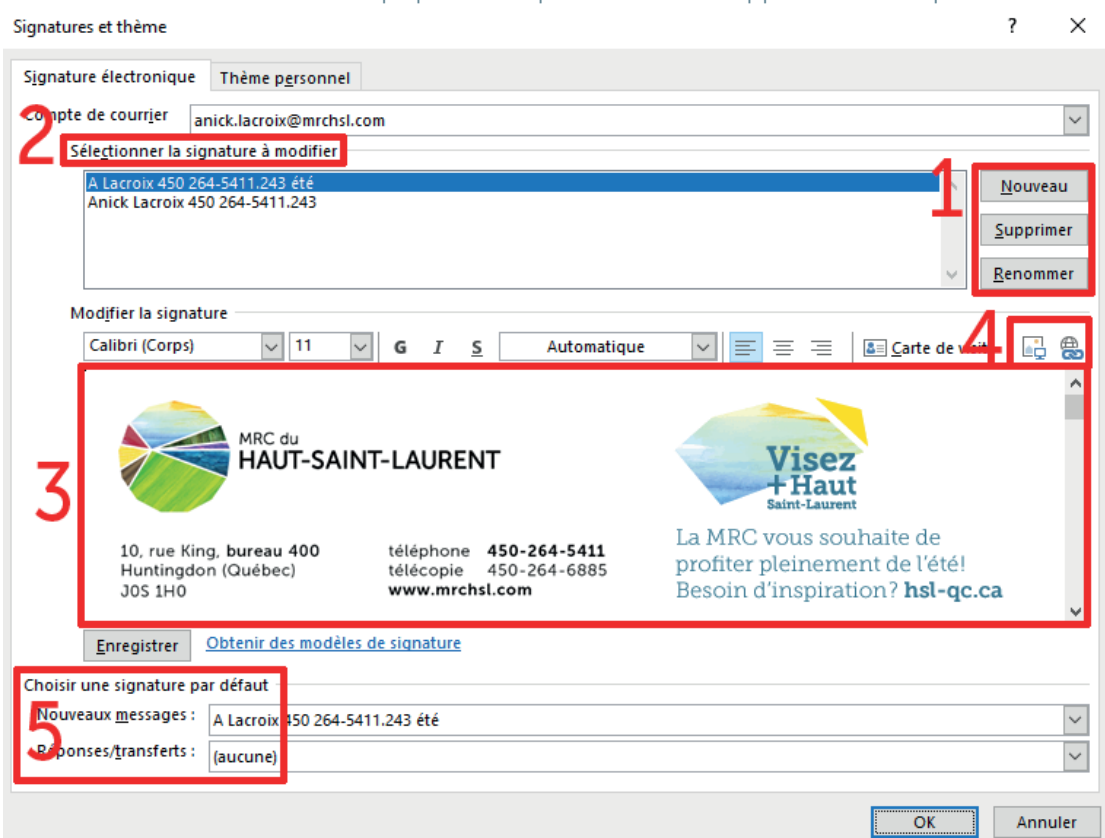 Signatures et thème ? ×
Signature électronique Thème personnel
Compte de courrier anick.lacroix@mrchsl.com
2
Sélectionner la signature à modifier
A Lacroix 450 264-5411.243 été
Anick Lacroix 450 264-5411.243
1
Nouveau
Supprimer
Renommer
Modifier la signature
4
Calibri (Corps) 11 G I S Automatique Carte de visite
3
MRC du
HAUT-SAINT-LAURENT
10, rue King, bureau 400
Huntingdon (Québec)
J0S 1H0
téléphone 450-264-5411
télécopie 450-264-6885
www.mrchsl.com
Visez
+Haut
Saint-Laurent
La MRC vous souhaite de
profiter pleinement de l'été!
Besoin d'inspiration? hsl-qc.ca
Enregistrer Obtenir des modèles de signature
Choisir une signature par défaut
5
Nouveaux messages : A Lacroix 450 264-5411.243 été
Réponses/transferts : (aucune)
OK Annuler